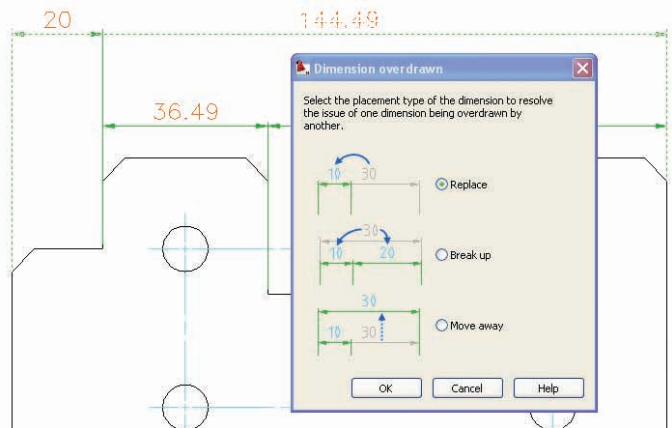 20
144.49
36.49
Dimension overdrawn
Select the placement type of the dimension to resolve
the issue of one dimension being overdrawn by
another.
10 30
Replace
30
10 20
Break up
30
10 30
Move away
OK Cancel Help